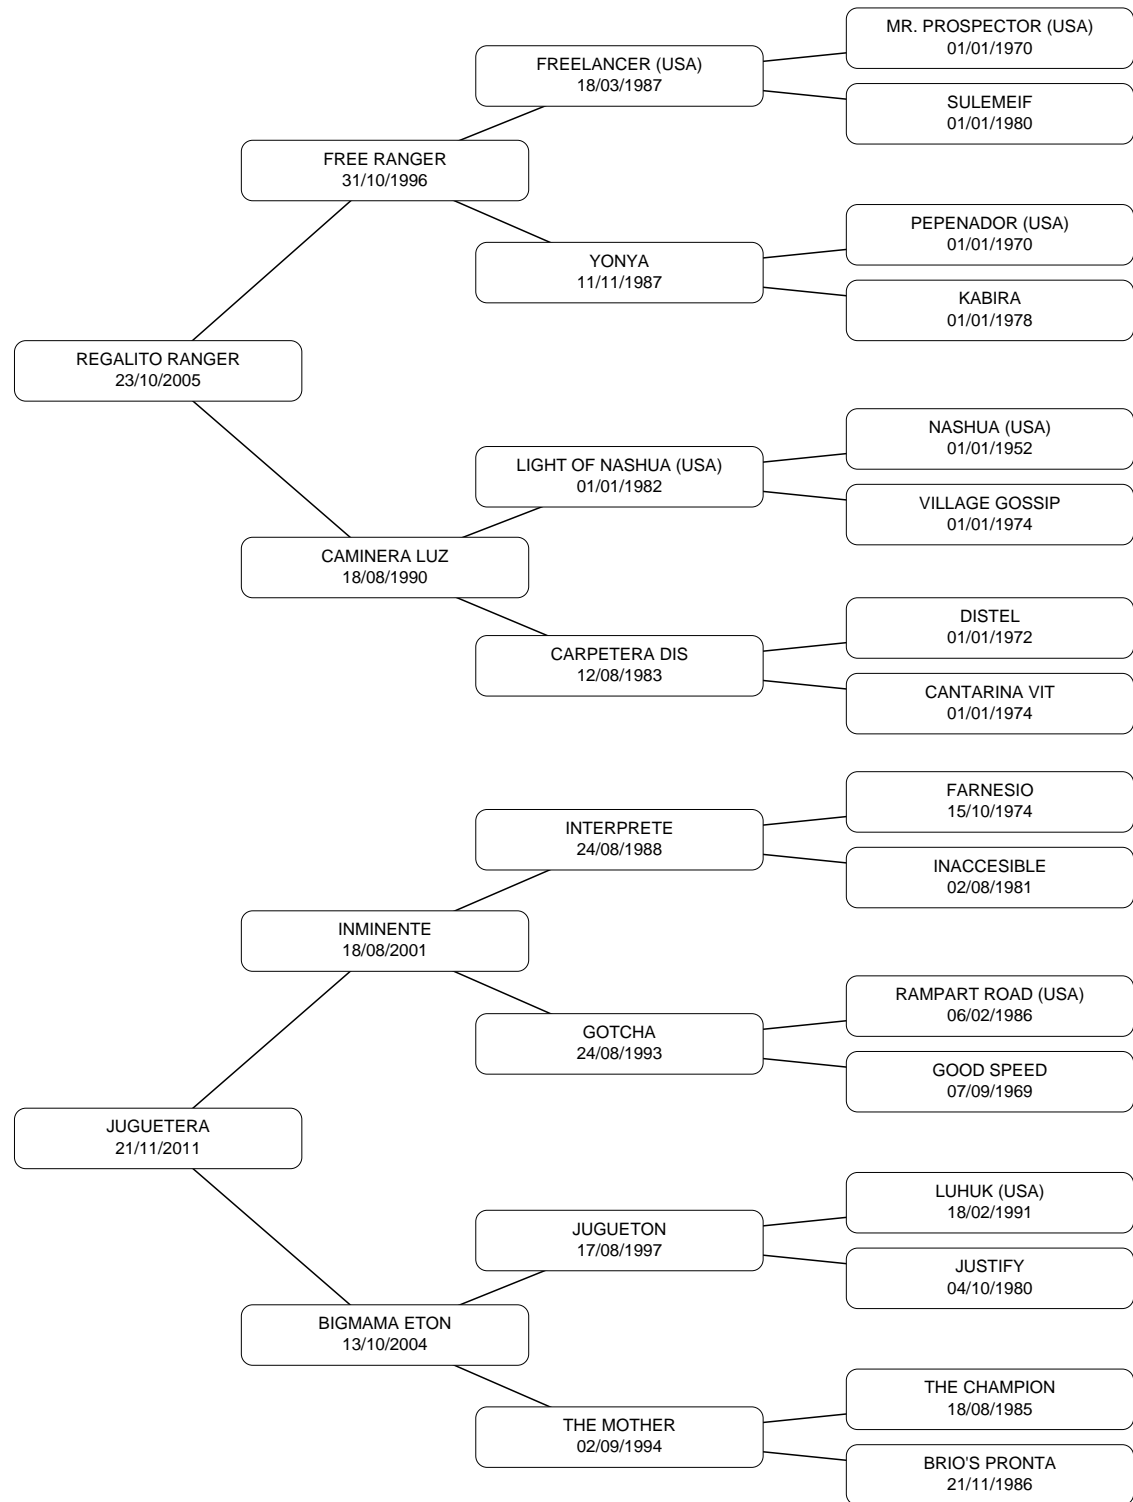 MR. PROSPECTOR (USA)
01/01/1970
FREELANCER (USA)
18/03/1987
SULEMEIF
01/01/1980
FREE RANGER
31/10/1996
PEPENADOR (USA)
01/01/1970
YONYA
11/11/1987
KABIRA
01/01/1978
REGALITO RANGER
23/10/2005
NASHUA (USA)
01/01/1952
LIGHT OF NASHUA (USA)
01/01/1982
VILLAGE GOSSIP
01/01/1974
CAMINERA LUZ
18/08/1990
DISTEL
01/01/1972
CARPETERA DIS
12/08/1983
CANTARINA VIT
01/01/1974
FARNESIO
15/10/1974
INTERPRETE
24/08/1988
INACCESIBLE
02/08/1981
INMINENTE
18/08/2001
RAMPART ROAD (USA)
06/02/1986
GOTCHA
24/08/1993
GOOD SPEED
07/09/1969
JUGUETERA
21/11/2011
LUHUK (USA)
18/02/1991
JUGUETON
17/08/1997
JUSTIFY
04/10/1980
BIGMAMA ETON
13/10/2004
THE CHAMPION
18/08/1985
THE MOTHER
02/09/1994
BRIO'S PRONTA
21/11/1986